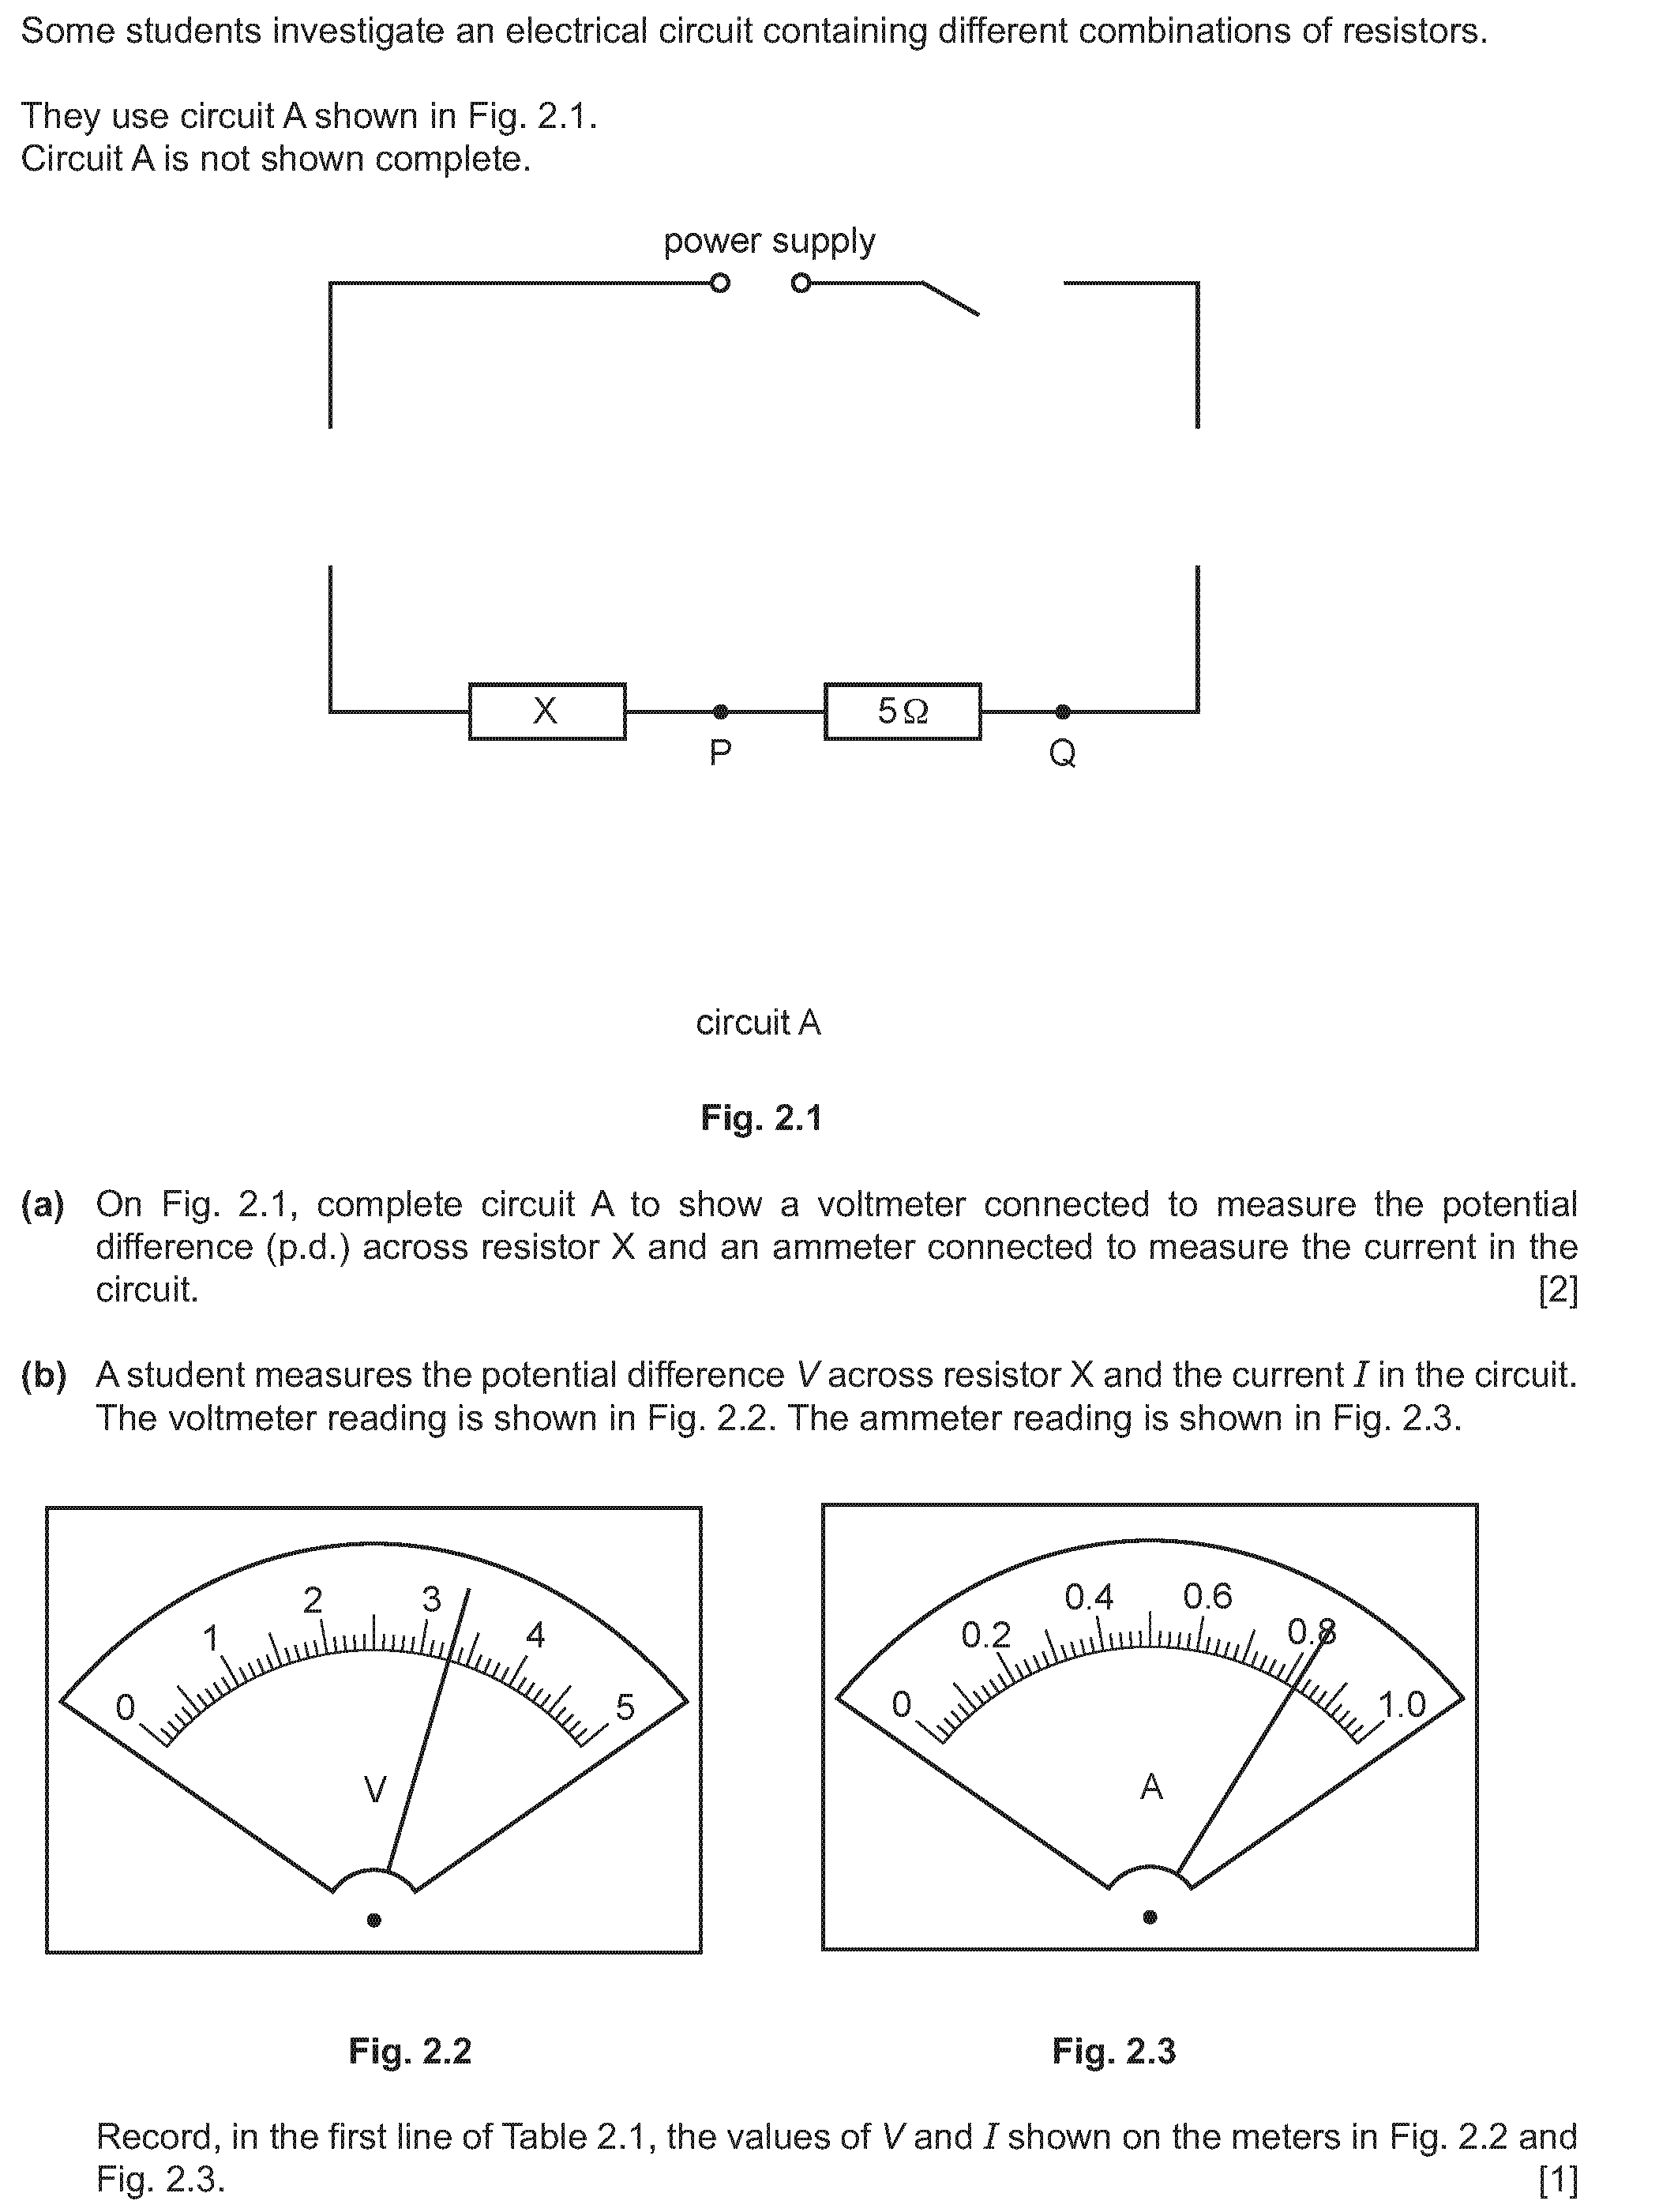 Some students investigate an electrical circuit containing different combinations of resistors.
They use circuit A shown in Fig. 2.1.
Circuit A is not shown complete.
power supply
X
5 Ω
P
Q
circuit A
Fig. 2.1
(a) On Fig. 2.1, complete circuit A to show a voltmeter connected to measure the potential
difference (p.d.) across resistor X and an ammeter connected to measure the current in the
circuit. [2]
(b) A student measures the potential difference V across resistor X and the current I in the circuit.
The voltmeter reading is shown in Fig. 2.2. The ammeter reading is shown in Fig. 2.3.
0 1 2 3 4 5
V
0 0.2 0.4 0.6 0.8 1.0
A
Fig. 2.2
Fig. 2.3
Record, in the first line of Table 2.1, the values of V and I shown on the meters in Fig. 2.2 and
Fig. 2.3. [1]